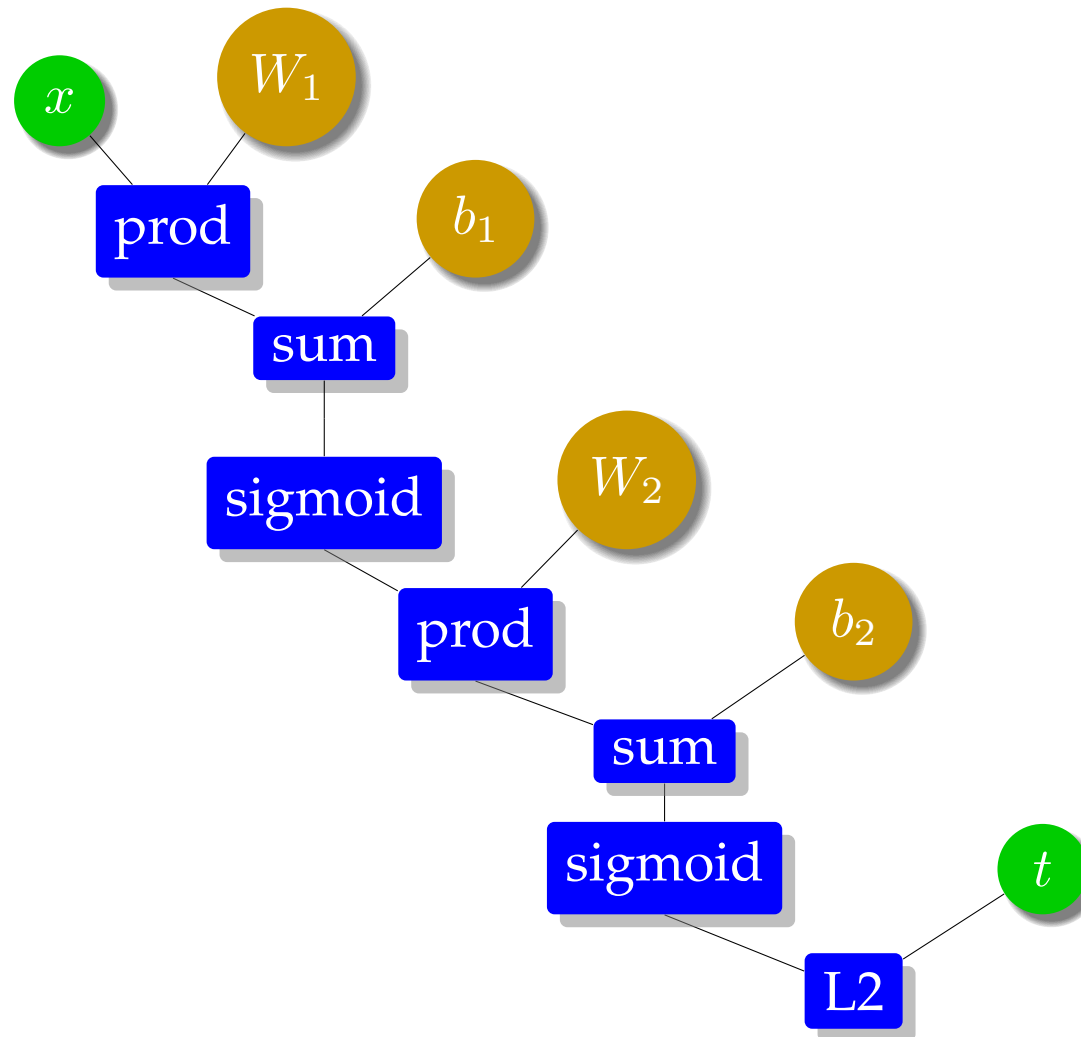 x
W₁
prod
b₁
sum
sigmoid
W₂
prod
b₂
sum
sigmoid
t
L2